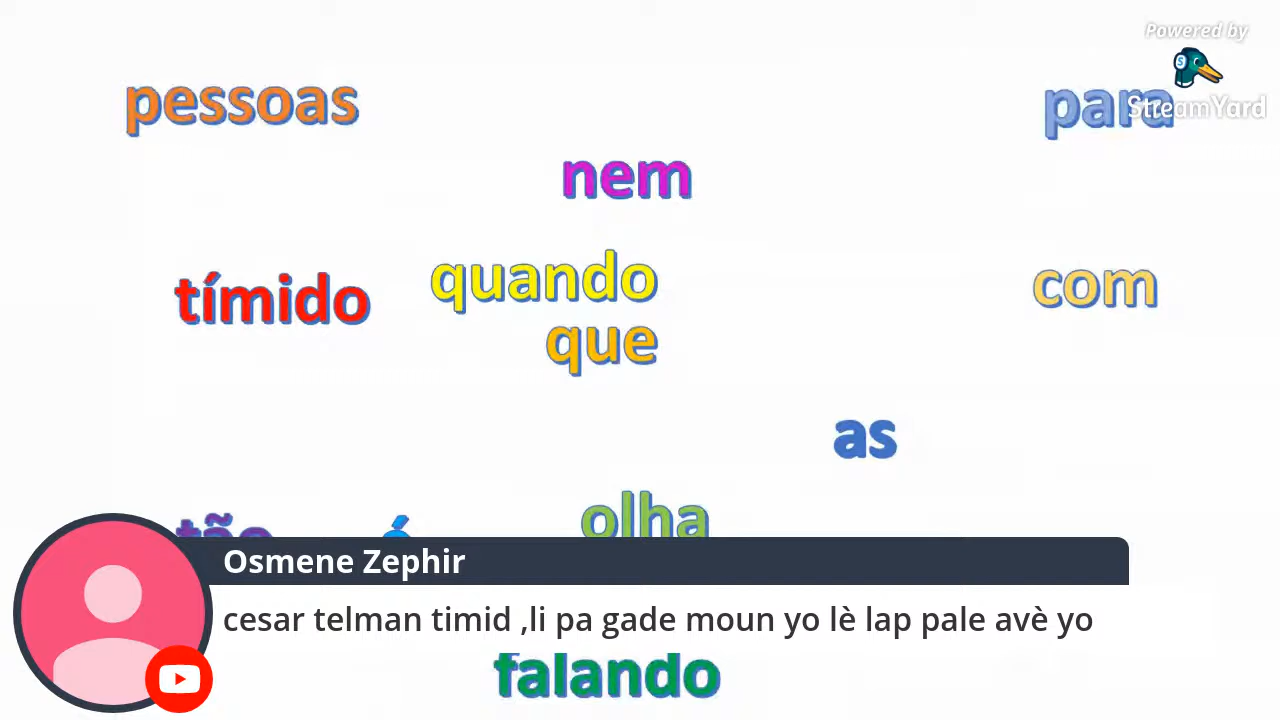 Powered by
StreamYard
pessoas
para
nem
quando
tímido
com
que
as
olha
tão
é
Osmene Zephir
cesar telman timid ,li pa gade moun yo lè lap pale avè yo
falando